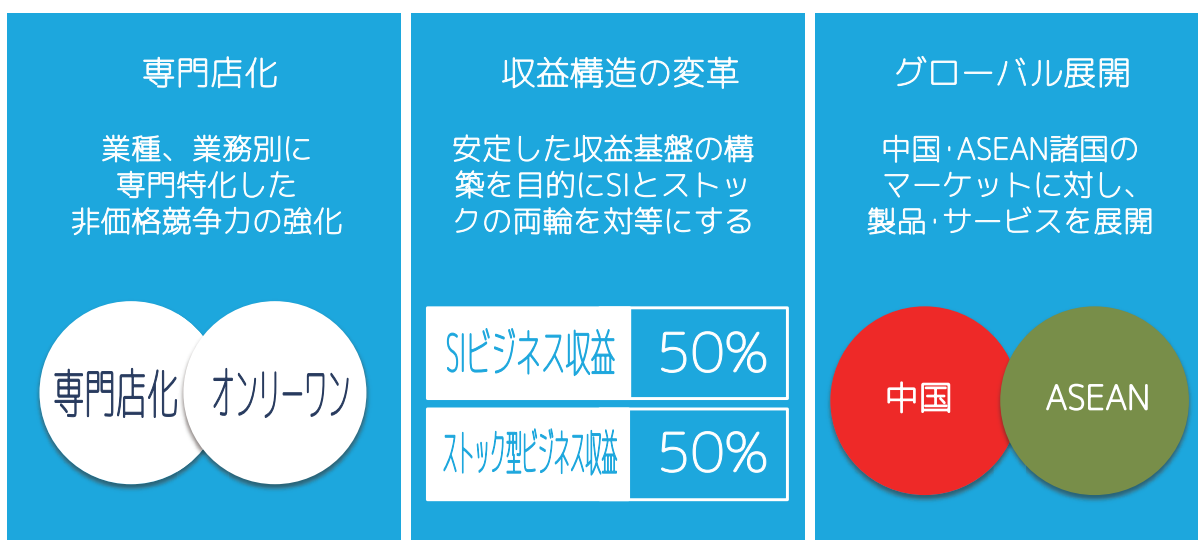 専門店化
業種、業務別に
専門特化した
非価格競争力の強化
専門店化
オンリーワン
収益構造の変革
安定した収益基盤の構
築を目的にSIとストッ
クの両輪を対等にする
SIビジネス収益
50%
ストック型ビジネス収益
50%
グローバル展開
中国・ASEAN諸国の
マーケットに対し、
製品・サービスを展開
中国
ASEAN